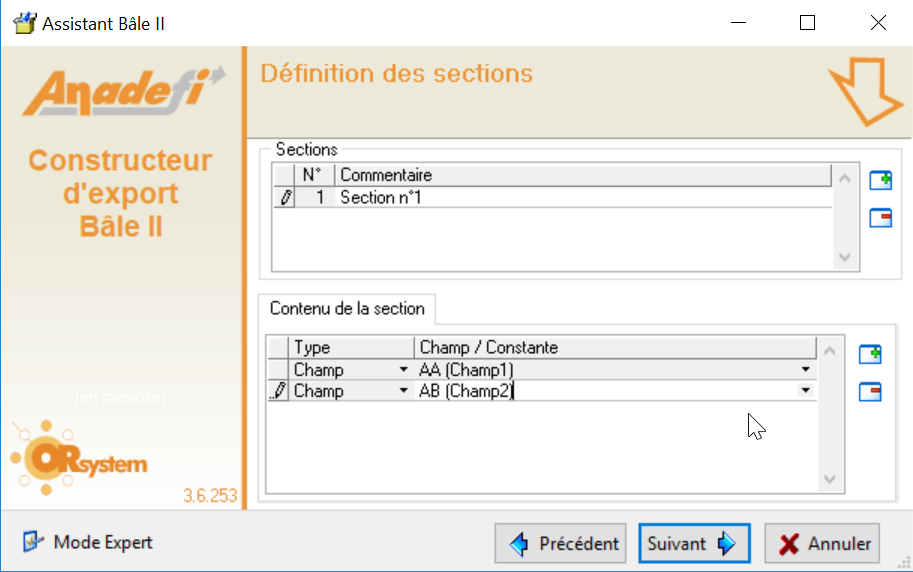 Assistant Bâle II
Anadefi
Définition des sections
Constructeur
d'export
Bâle II
Sections
N° Commentaire
1 Section n°1
Contenu de la section
Type Champ / Constante
Champ AA (Champ1)
Champ AB (Champ2)
(en mémoire)
ORsystem
3.6.253
Mode Expert
Précédent
Suivant
Annuler